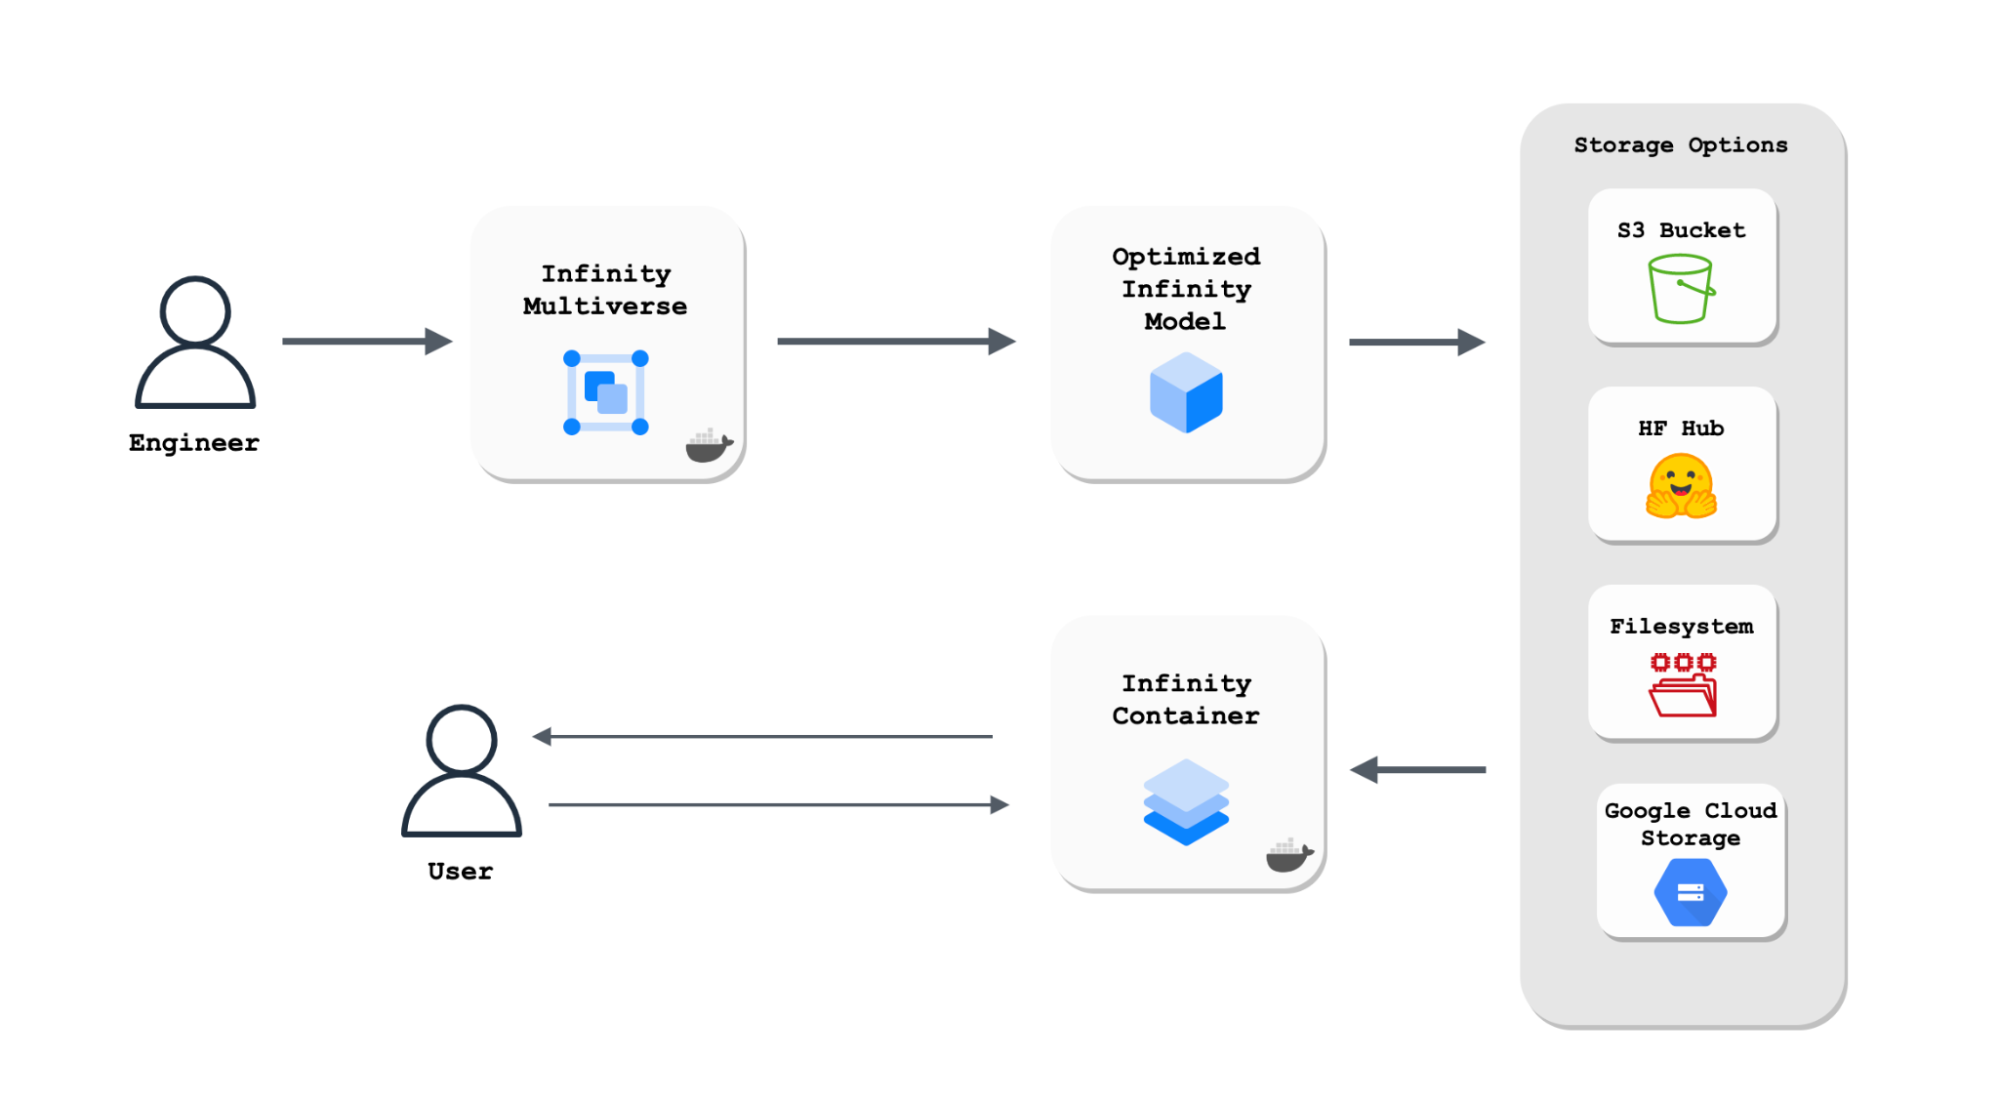 Storage Options
S3 Bucket
Infinity
Multiverse
Optimized
Infinity
Model
Engineer
HF Hub
Filesystem
Infinity
Container
Google Cloud
Storage
User